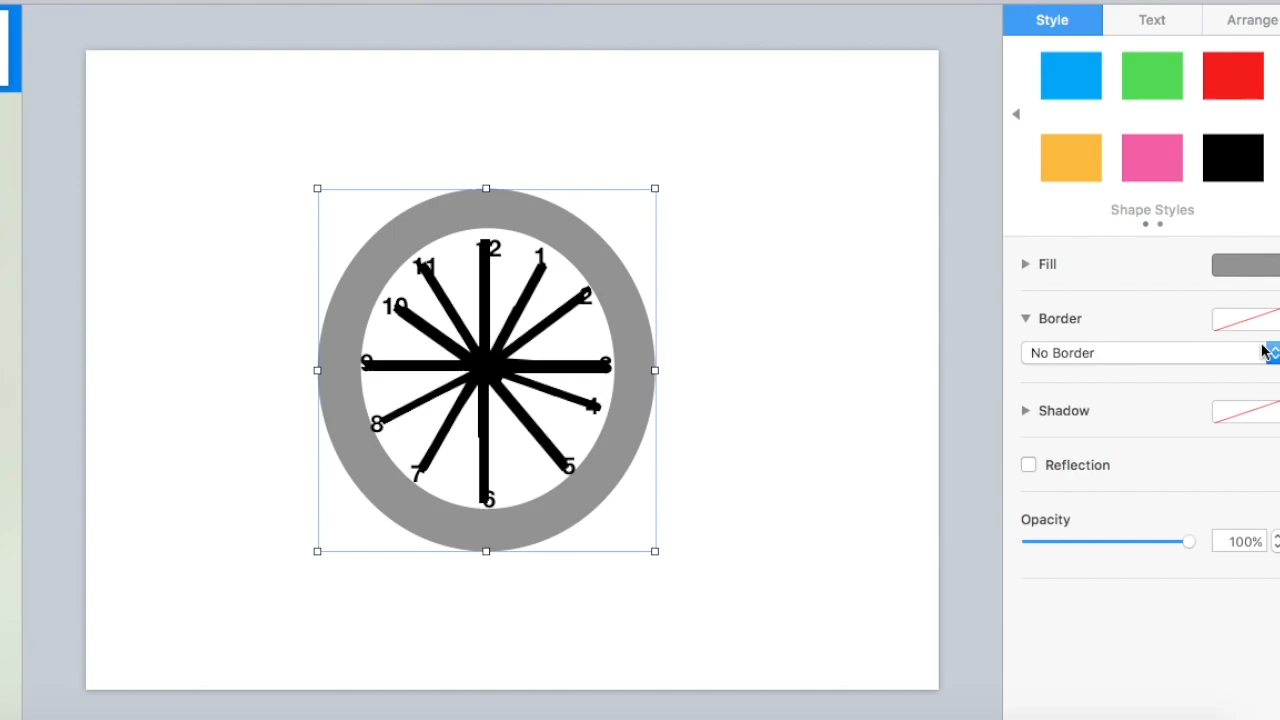 Style Text Arrange
Shape Styles
Fill
Border
No Border
Shadow
Reflection
Opacity
100%
12
11 1
10 2
9 3
8 4
7 5
6